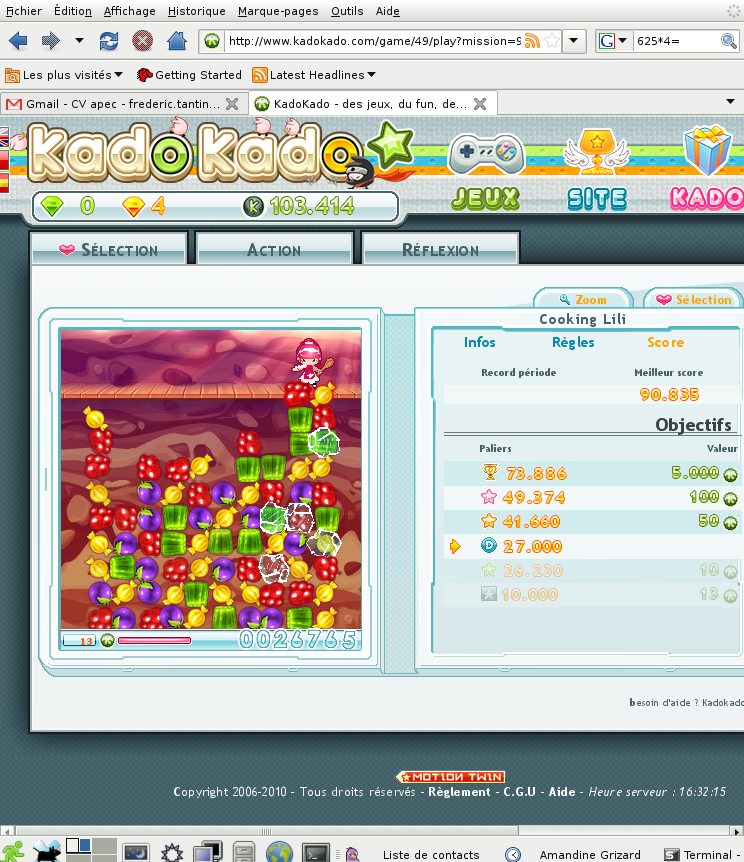 Fichier Édition Affichage Historique Marque-pages Outils Aide
http://www.kadokado.com/game/49/play?mission=9 G 625*4=
Les plus visités Getting Started Latest Headlines
Gmail - CV apec - frederic.tantin... KadoKado - des jeux, du fun, de...
KadoKado
JEUX SITE KADO
0 4 K 103.414
SÉLECTION ACTION RÉFLEXION
Zoom Sélection
Cooking Lili
Infos Règles Score
Record période Meilleur score
90.835
Objectifs
Paliers Valeur
73.886 5.000
49.374 100
41.660 50
27.000
26.230 10
10.000 13
13 0026765
besoin d'aide ? Kadokado
MOTION TWIN
Copyright 2006-2010 - Tous droits réservés - Règlement - C.G.U - Aide - Heure serveur : 16:32:15
Liste de contacts Amandine Grizard Terminal -